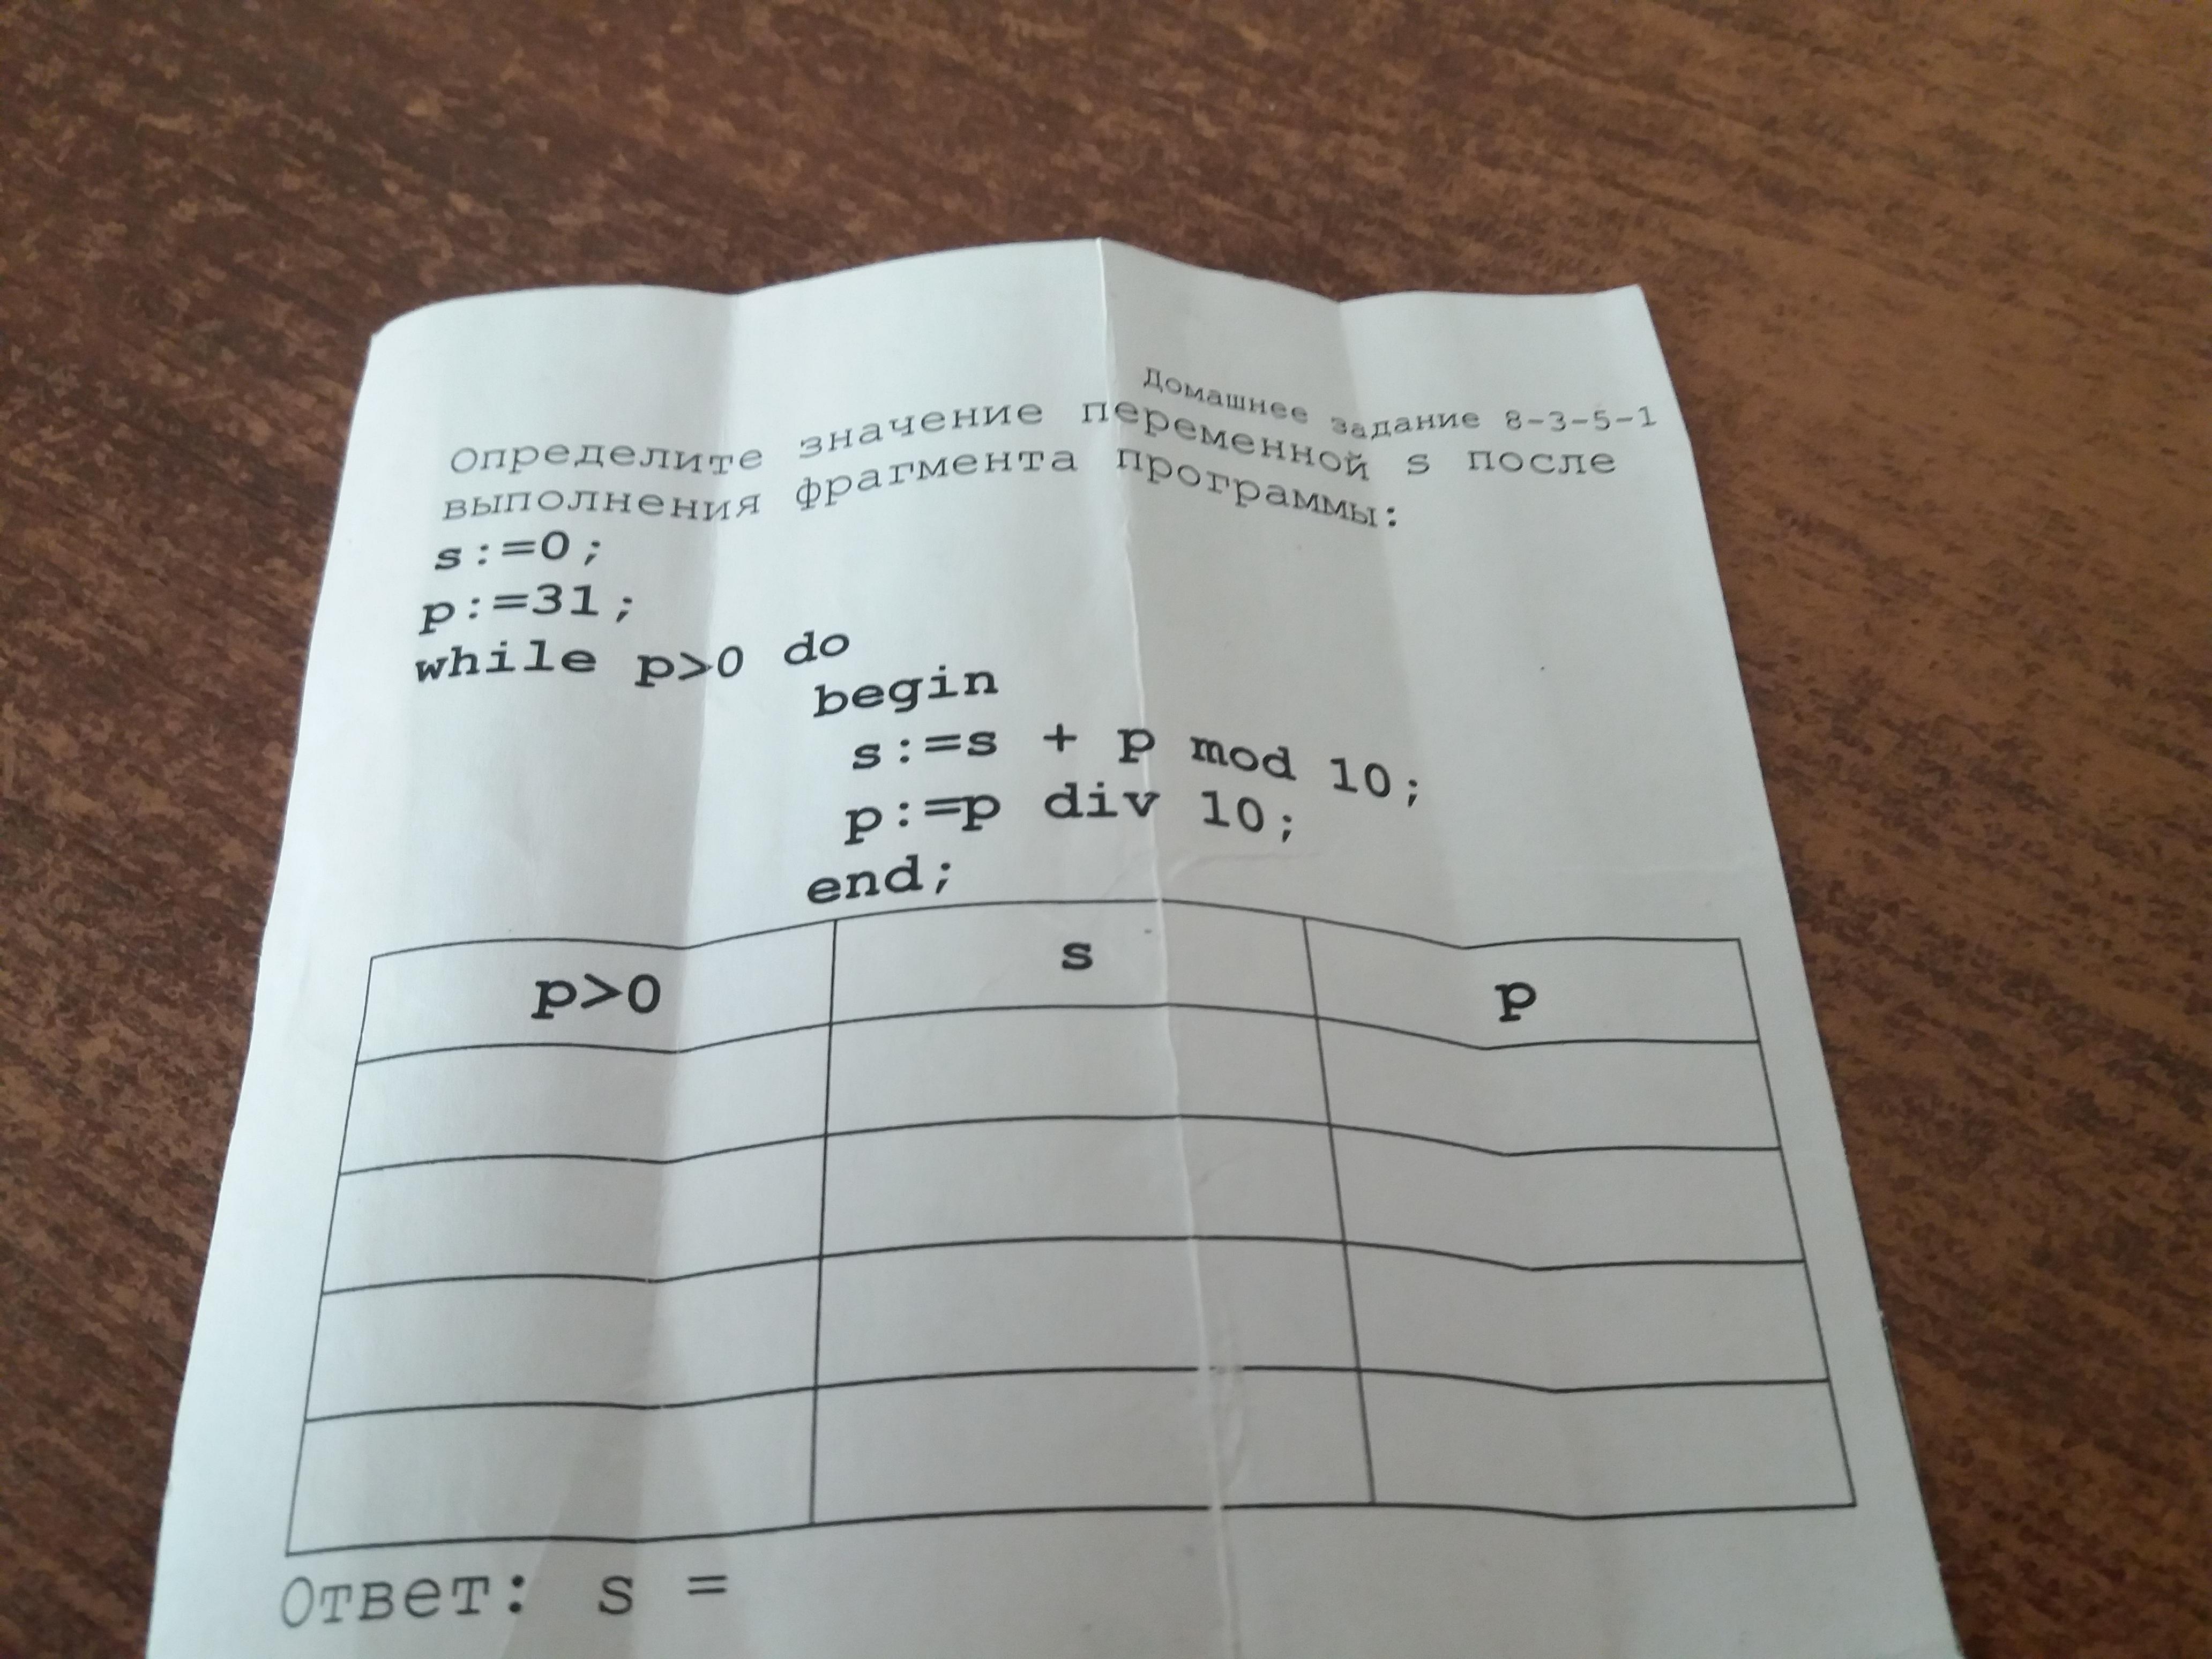 Домашнее задание 8-3-5-1
Определите значение переменной s после
выполнения фрагмента программы:
s:=0;
p:=31;
while p>0 do
begin
s:=s + p mod 10;
p:=p div 10;
end;
p>0 s p
Ответ: s =